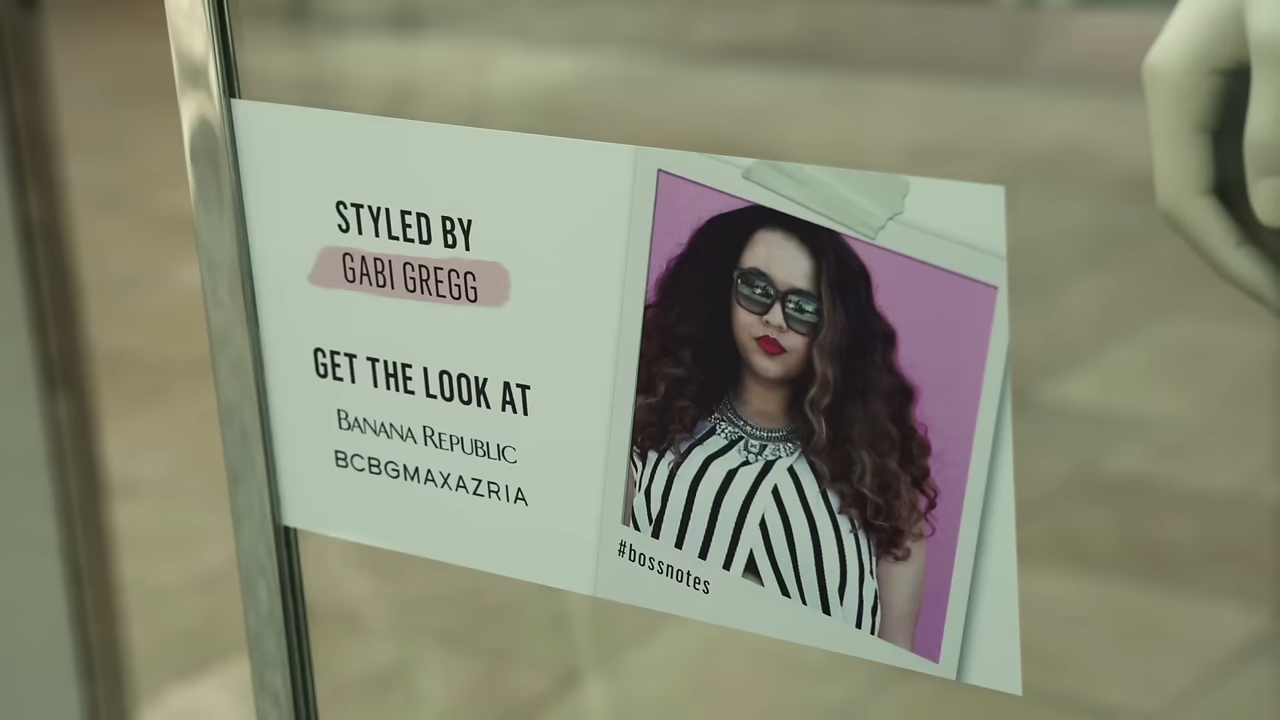 STYLED BY
GABI GREGG
GET THE LOOK AT
BANANA REPUBLIC
BCBGMAXAZRIA
#bossnotes